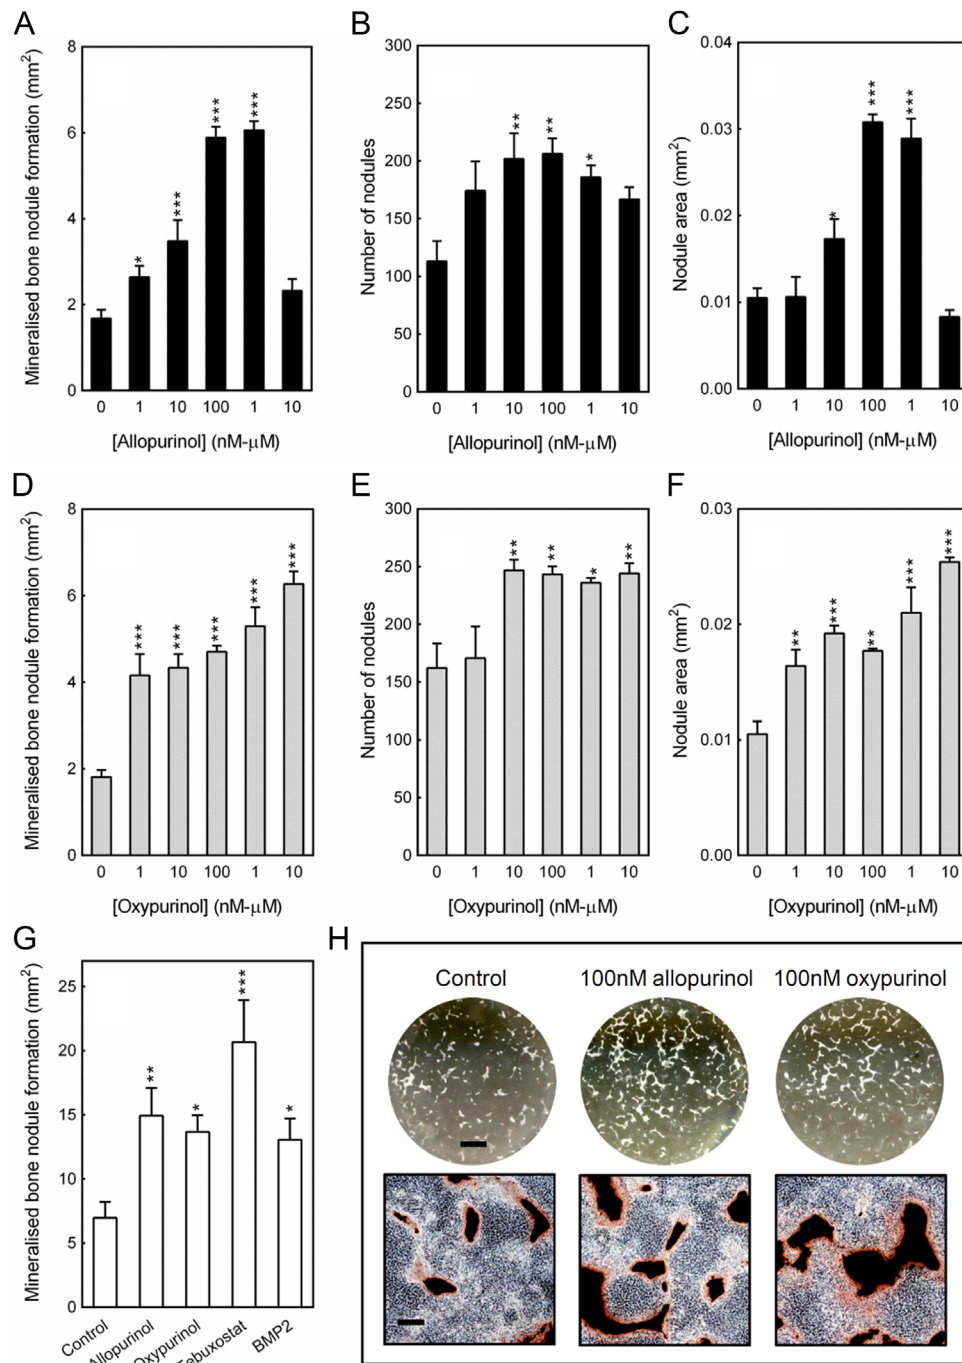 A
Mineralised bone nodule formation (mm²)
8
6
4
2
0
*
***
***
***
0 1 10 100 1 10
[Allopurinol] (nM-μM)
B
Number of nodules
300
250
200
150
100
50
0
**
**
*
0 1 10 100 1 10
[Allopurinol] (nM-μM)
C
Nodule area (mm²)
0.04
0.03
0.02
0.01
0.00
*
***
***
0 1 10 100 1 10
[Allopurinol] (nM-μM)
D
Mineralised bone nodule formation (mm²)
8
6
4
2
0
***
***
***
***
***
0 1 10 100 1 10
[Oxypurinol] (nM-μM)
E
Number of nodules
300
250
200
150
100
50
0
**
**
*
**
0 1 10 100 1 10
[Oxypurinol] (nM-μM)
F
Nodule area (mm²)
0.03
0.02
0.01
0.00
**
***
**
***
***
0 1 10 100 1 10
[Oxypurinol] (nM-μM)
G
Mineralised bone nodule formation (mm²)
25
20
15
10
5
0
**
*
***
*
Control
Allopurinol
Oxypurinol
Febuxostat
BMP2
H
Control
100nM allopurinol
100nM oxypurinol